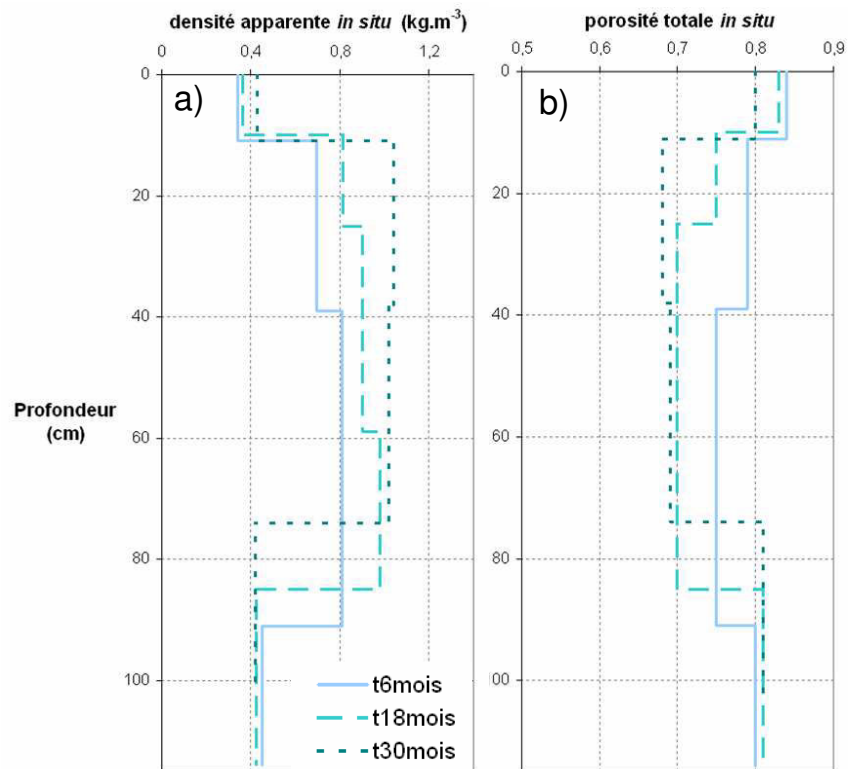 densité apparente in situ (kg.m-3)
0 0,4 0,8 1,2
a)
0
20
40
60
80
100
Profondeur
(cm)
t6mois
t18mois
t30mois
porosité totale in situ
0,5 0,6 0,7 0,8 0,9
b)
0
20
40
60
80
00